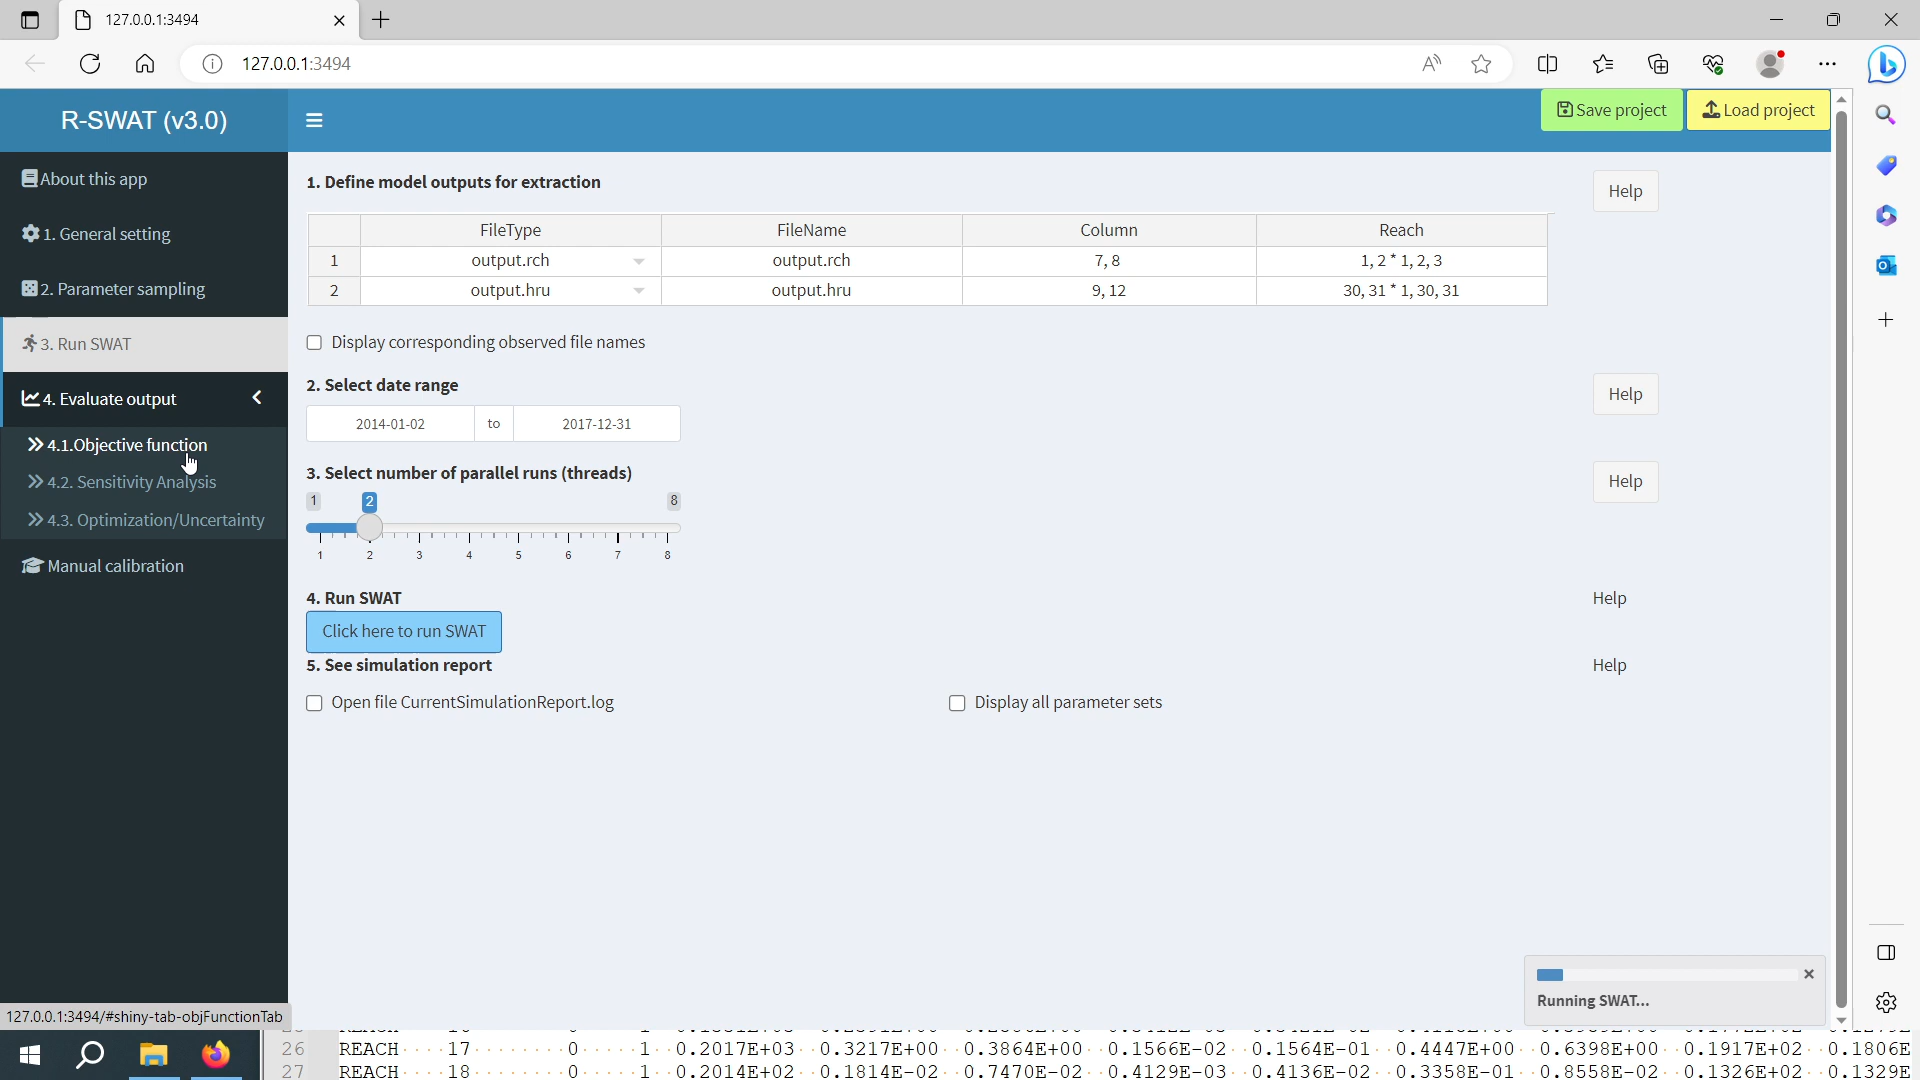 127.0.0.1:3494
127.0.0.1:3494
R-SWAT (v3.0)
Save project
Load project
About this app
1. General setting
2. Parameter sampling
3. Run SWAT
4. Evaluate output
4.1.Objective function
4.2. Sensitivity Analysis
4.3. Optimization/Uncertainty
Manual calibration
1. Define model outputs for extraction
Help
FileType FileName Column Reach
1 output.rch output.rch 7, 8 1, 2 * 1, 2, 3
2 output.hru output.hru 9, 12 30, 31 * 1, 30, 31
Display corresponding observed file names
2. Select date range
Help
2014-01-02 to 2017-12-31
3. Select number of parallel runs (threads)
Help
1 2 8
1 2 3 4 5 6 7 8
4. Run SWAT
Help
Click here to run SWAT
5. See simulation report
Help
Open file CurrentSimulationReport.log
Display all parameter sets
Running SWAT...
127.0.0.1:3494/#shiny-tab-objFunctionTab
26 REACH 17 0 1 0.2017E+03 0.3217E+00 0.3864E+00 0.1566E-02 0.1564E-01 0.4447E+00 0.6398E+00 0.1917E+02 0.1806E
27 REACH 18 0 1 0.2014E+02 0.1814E-02 0.7470E-02 0.4129E-03 0.4136E-02 0.3358E-01 0.8558E-02 0.1326E+02 0.1329E